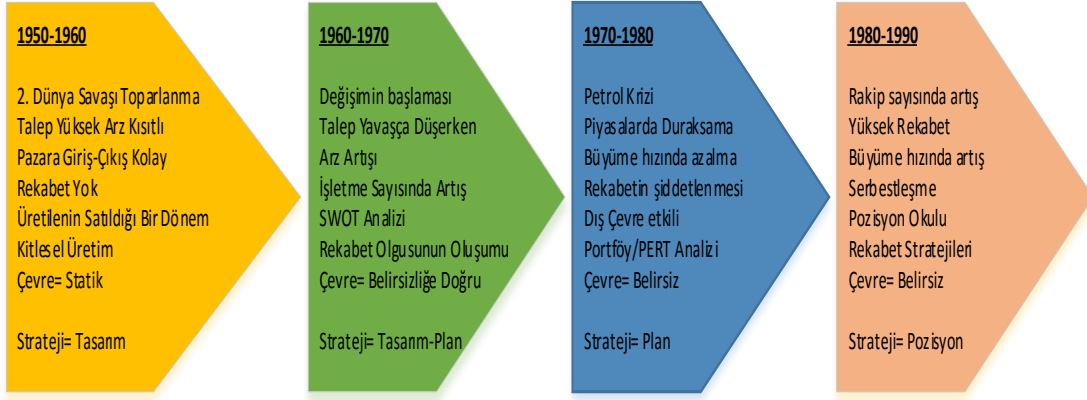 1950-1960
2. Dünya Savaşı Toparlanma
Talep Yüksek Arz Kısıtlı
Pazara Giriş-Çıkış Kolay
Rekabet Yok
Üretilenin Satıldığı Bir Dönem
Kitlesel Üretim
Çevre= Statik
Strateji= Tasarım
1960-1970
Değişimin başlaması
Talep Yavaşça Düşerken
Arz Artışı
İşletme Sayısında Artış
SWOT Analizi
Rekabet Olgusunun Oluşumu
Çevre= Belirsizliğe Doğru
Strateji= Tasarım-Plan
1970-1980
Petrol Krizi
Piyasalarda Duraksama
Büyüme hızında azalma
Rekabetin şiddetlenmesi
Dış Çevre etkili
Portföy/PERT Analizi
Çevre= Belirsiz
Strateji= Plan
1980-1990
Rakip sayısında artış
Yüksek Rekabet
Büyüme hızında artış
Serbestleşme
Pozisyon Okulu
Rekabet Stratejileri
Çevre= Belirsiz
Strateji= Pozisyon